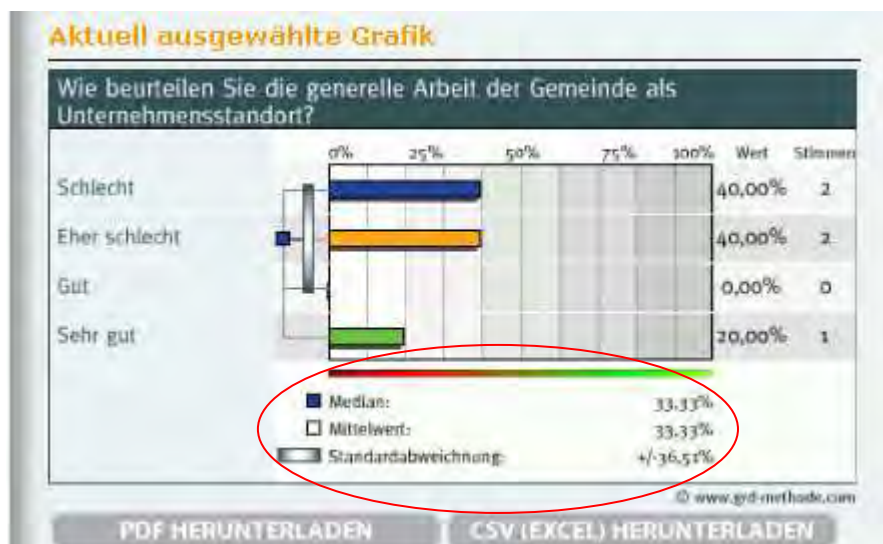 Aktuell ausgewählte Grafik
Wie beurteilen Sie die generelle Arbeit der Gemeinde als
Unternehmensstandort?
0% 25% 50% 75% 100% Wert Stimmen
Schlecht 40,00% 2
Eher schlecht 40,00% 2
Gut 0,00% 0
Sehr gut 20,00% 1
Median: 33,33%
Mittelwert: 33,33%
Standardabweichnung: +/-36,51%
© www.grd-methode.com
PDF HERUNTERLADEN CSV (EXCEL) HERUNTERLADEN